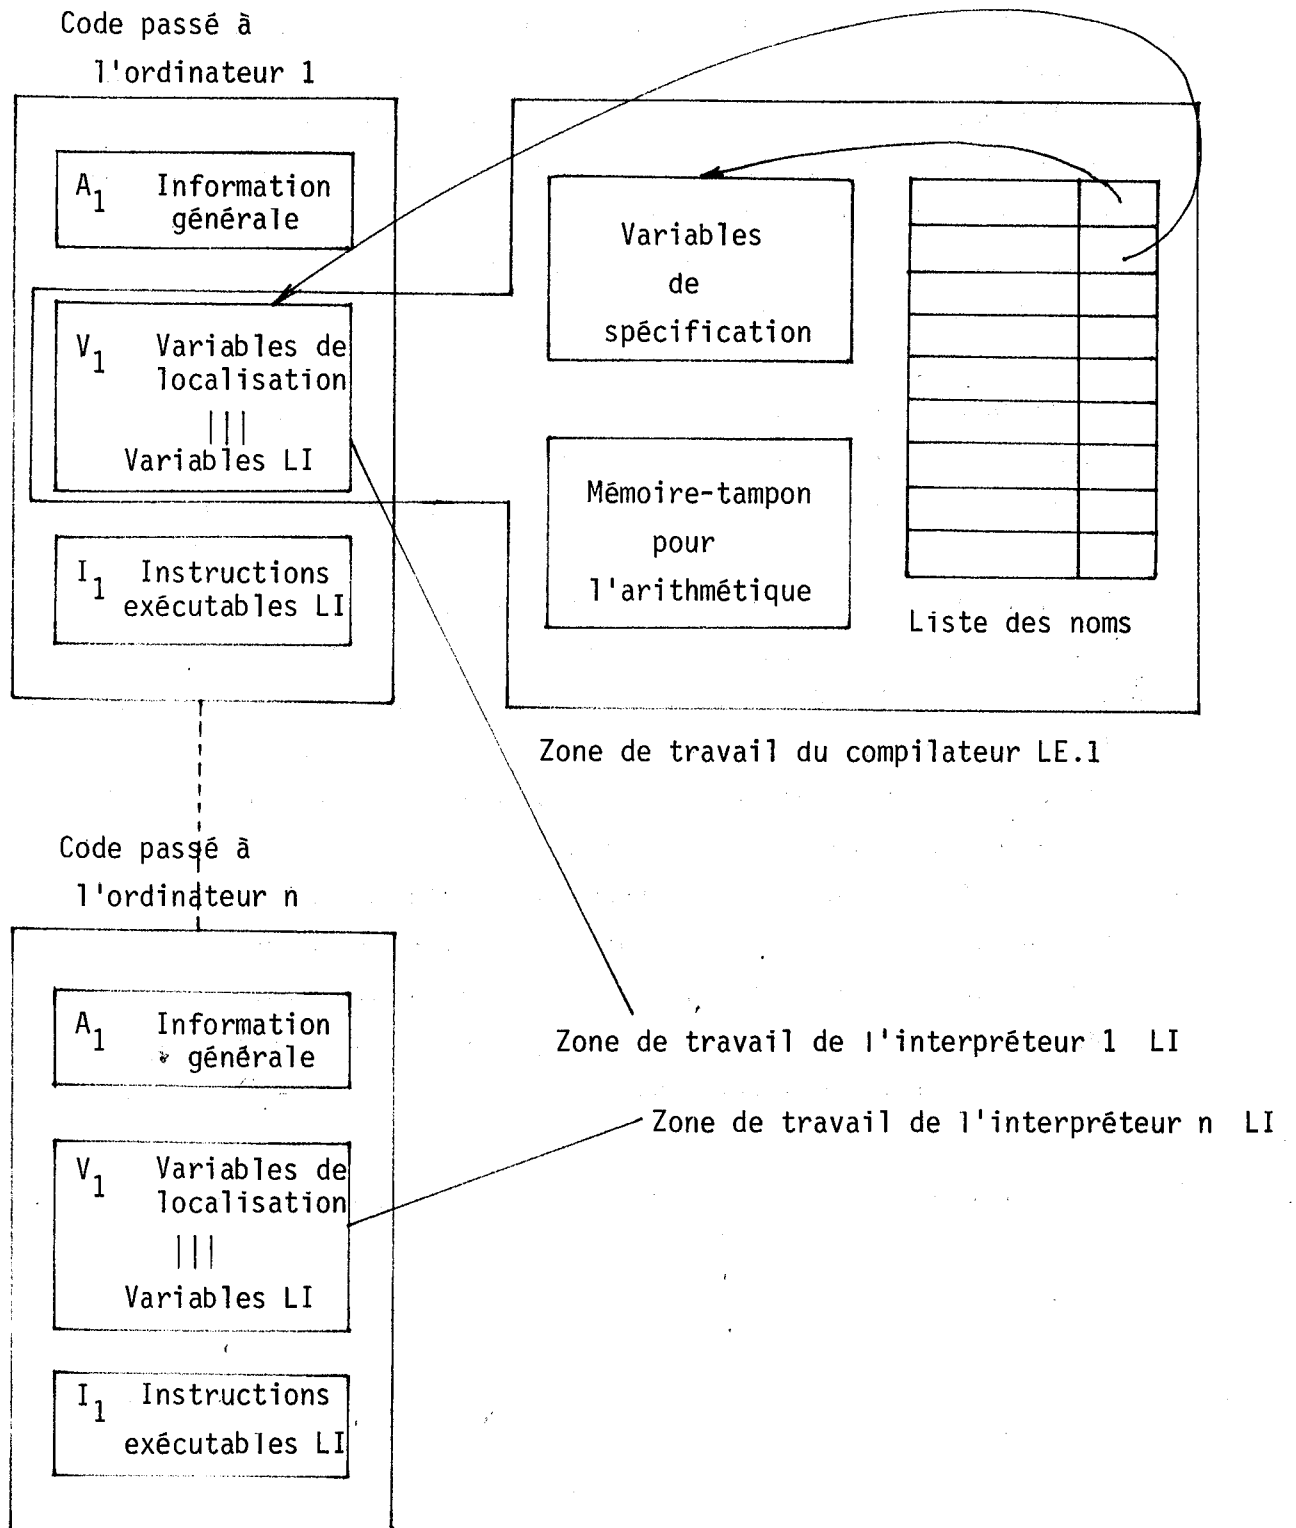 Code passé à
l'ordinateur 1
A1 Information
générale
V1 Variables de
localisation
|||
Variables LI
I1 Instructions
exécutables LI
Variables
de
spécification
Mémoire-tampon
pour
l'arithmétique
Liste des noms
Zone de travail du compilateur LE.1
Code passé à
l'ordinateur n
A1 Information
générale
V1 Variables de
localisation
|||
Variables LI
I1 Instructions
exécutables LI
Zone de travail de l'interpréteur 1 LI
Zone de travail de l'interpréteur n LI